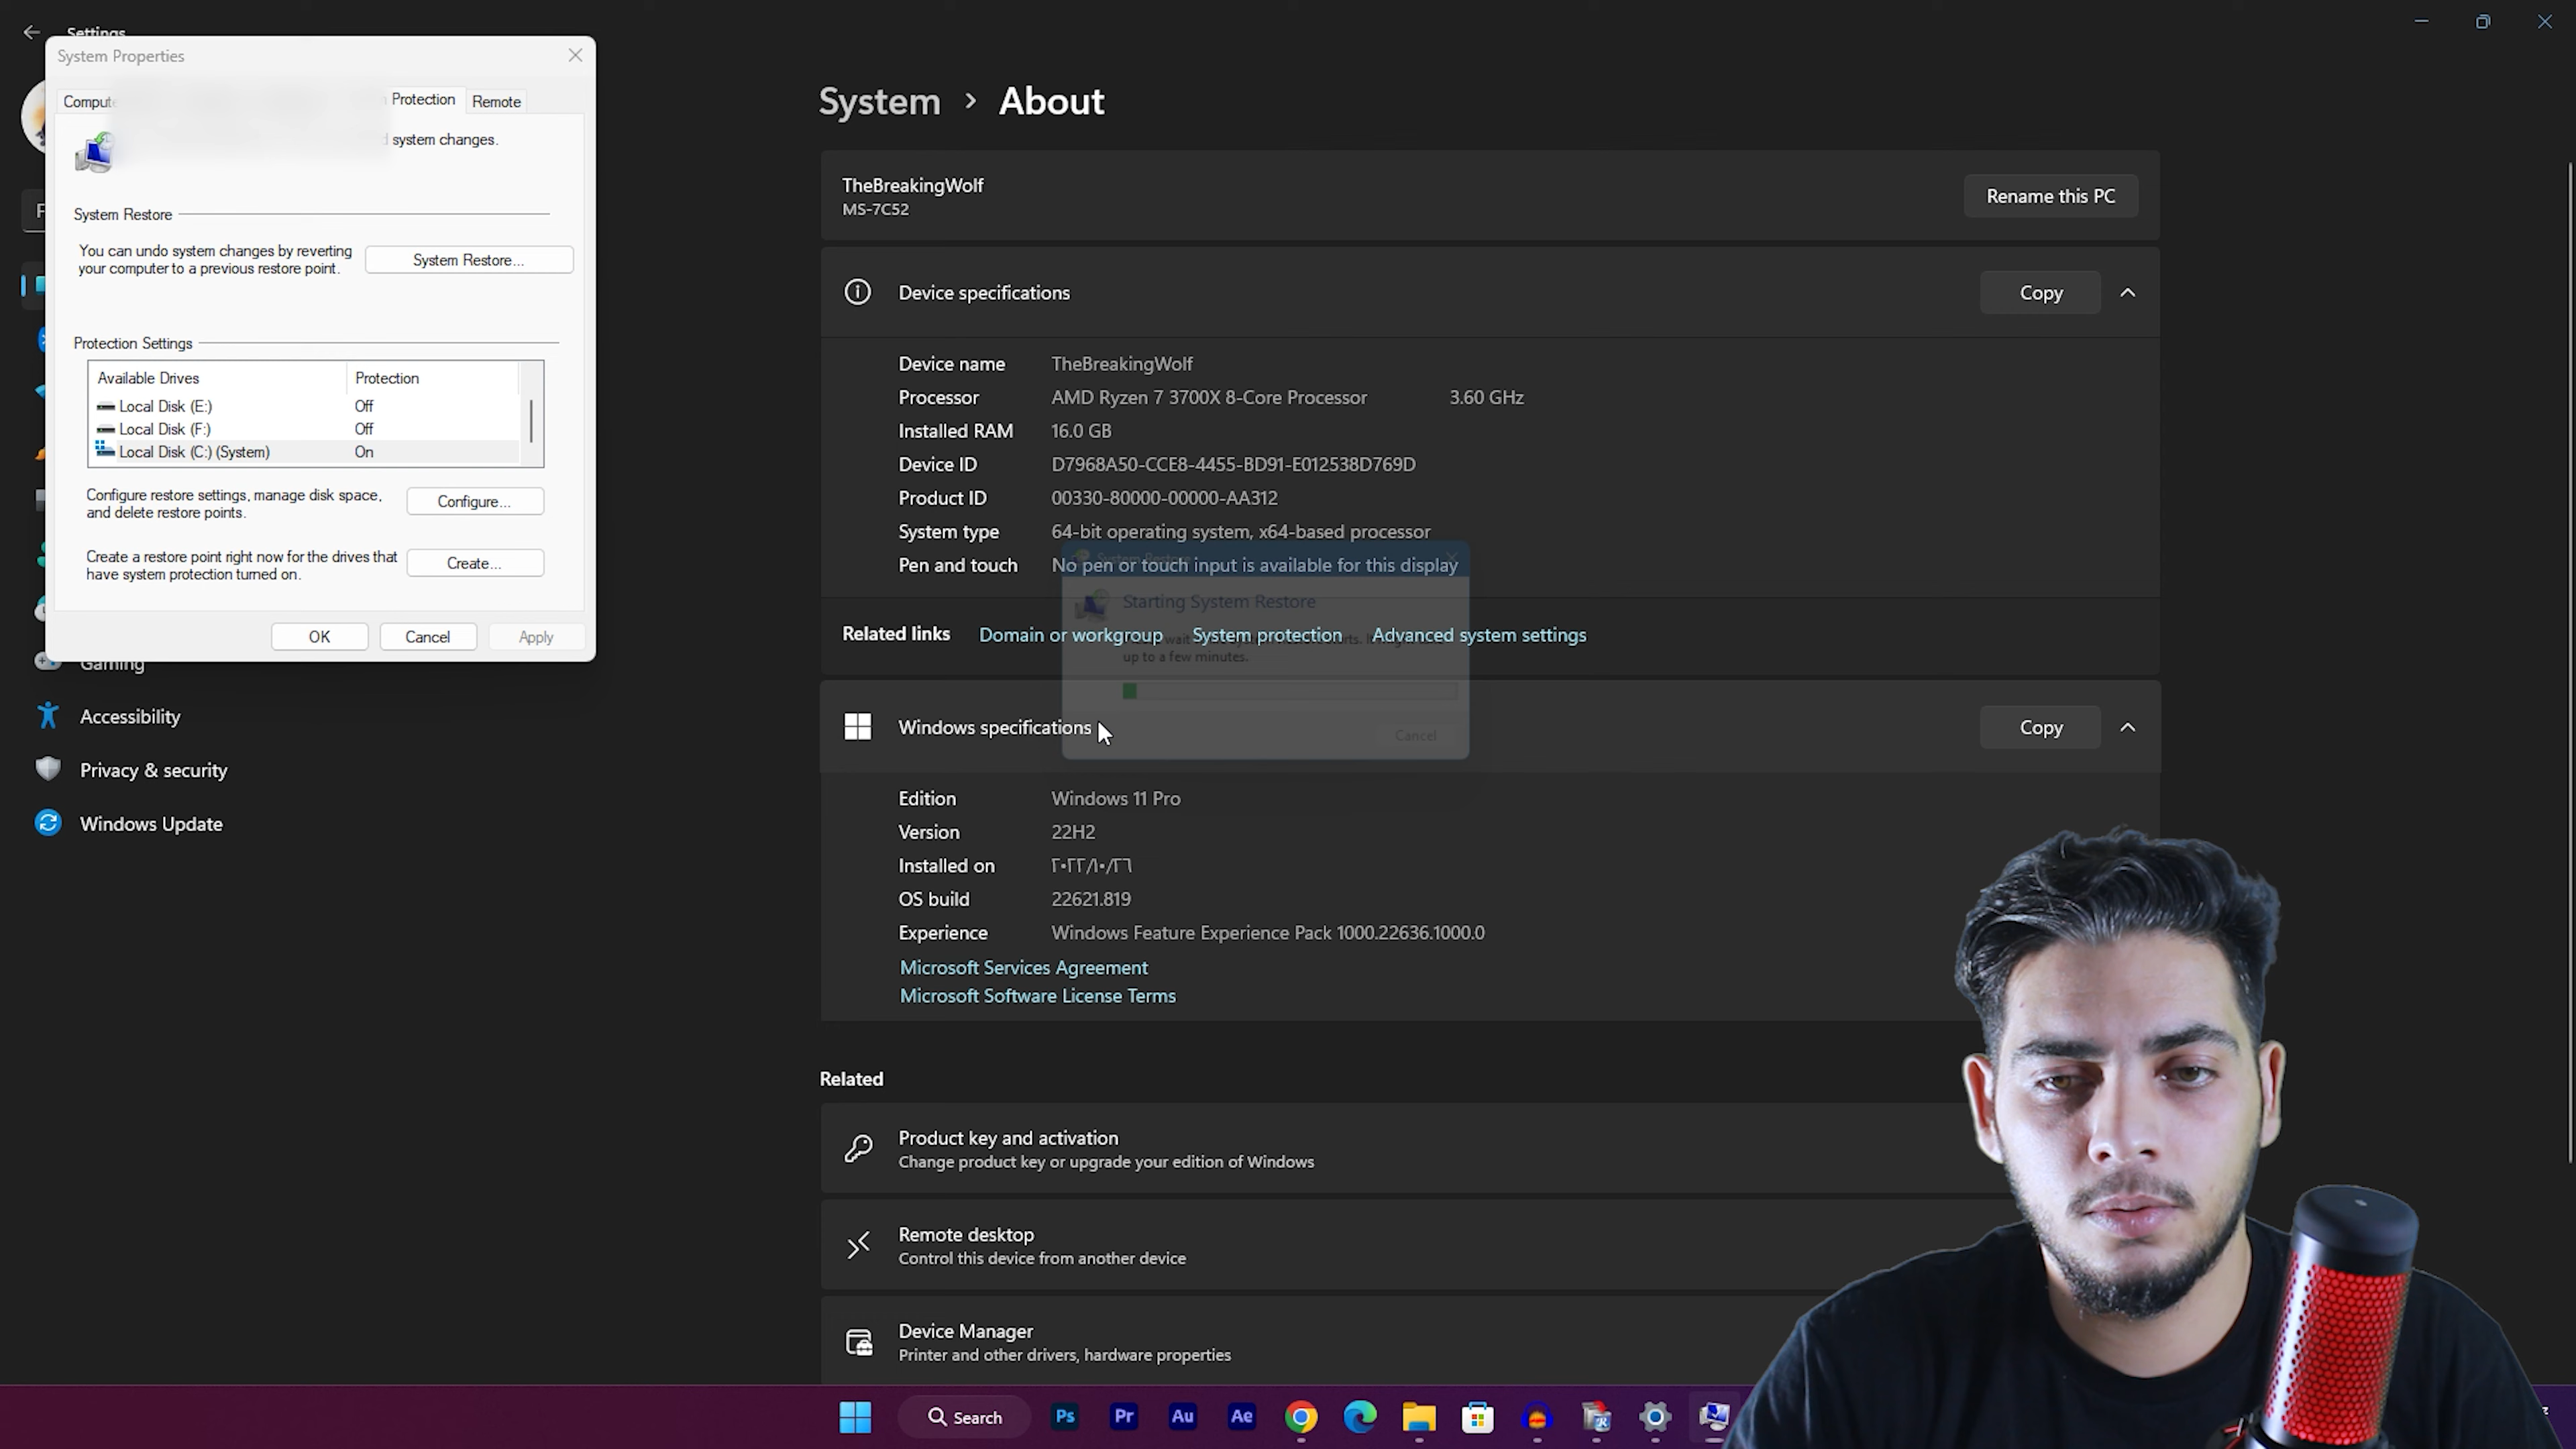 Settings
System Properties
Protection
Remote
system changes.
System Restore
You can undo system changes by reverting
your computer to a previous restore point.
System Restore...
Protection Settings
Available Drives Protection
Local Disk (E:) Off
Local Disk (F:) Off
Local Disk (C:) (System) On
Configure restore settings, manage disk space,
and delete restore points.
Configure...
Create a restore point right now for the drives that
have system protection turned on.
Create...
OK
Cancel
Apply
Gaming
Accessibility
Privacy & security
Windows Update
System > About
TheBreakingWolf
MS-7C52
Rename this PC
Device specifications
Copy
Device name TheBreakingWolf
Processor AMD Ryzen 7 3700X 8-Core Processor 3.60 GHz
Installed RAM 16.0 GB
Device ID D7968A50-CCE8-4455-BD91-E012538D769D
Product ID 00330-80000-00000-AA312
System type 64-bit operating system, x64-based processor
Pen and touch No pen or touch input is available for this display
System Restore
Starting System Restore
up to a few minutes.
Cancel
Related links Domain or workgroup System protection Advanced system settings
Windows specifications
Copy
Edition Windows 11 Pro
Version 22H2
Installed on ٢٠٢٢/١٠/٢٦
OS build 22621.819
Experience Windows Feature Experience Pack 1000.22636.1000.0
Microsoft Services Agreement
Microsoft Software License Terms
Related
Product key and activation
Change product key or upgrade your edition of Windows
Remote desktop
Control this device from another device
Device Manager
Printer and other drivers, hardware properties
Search
Ps
Pr
Au
Ae